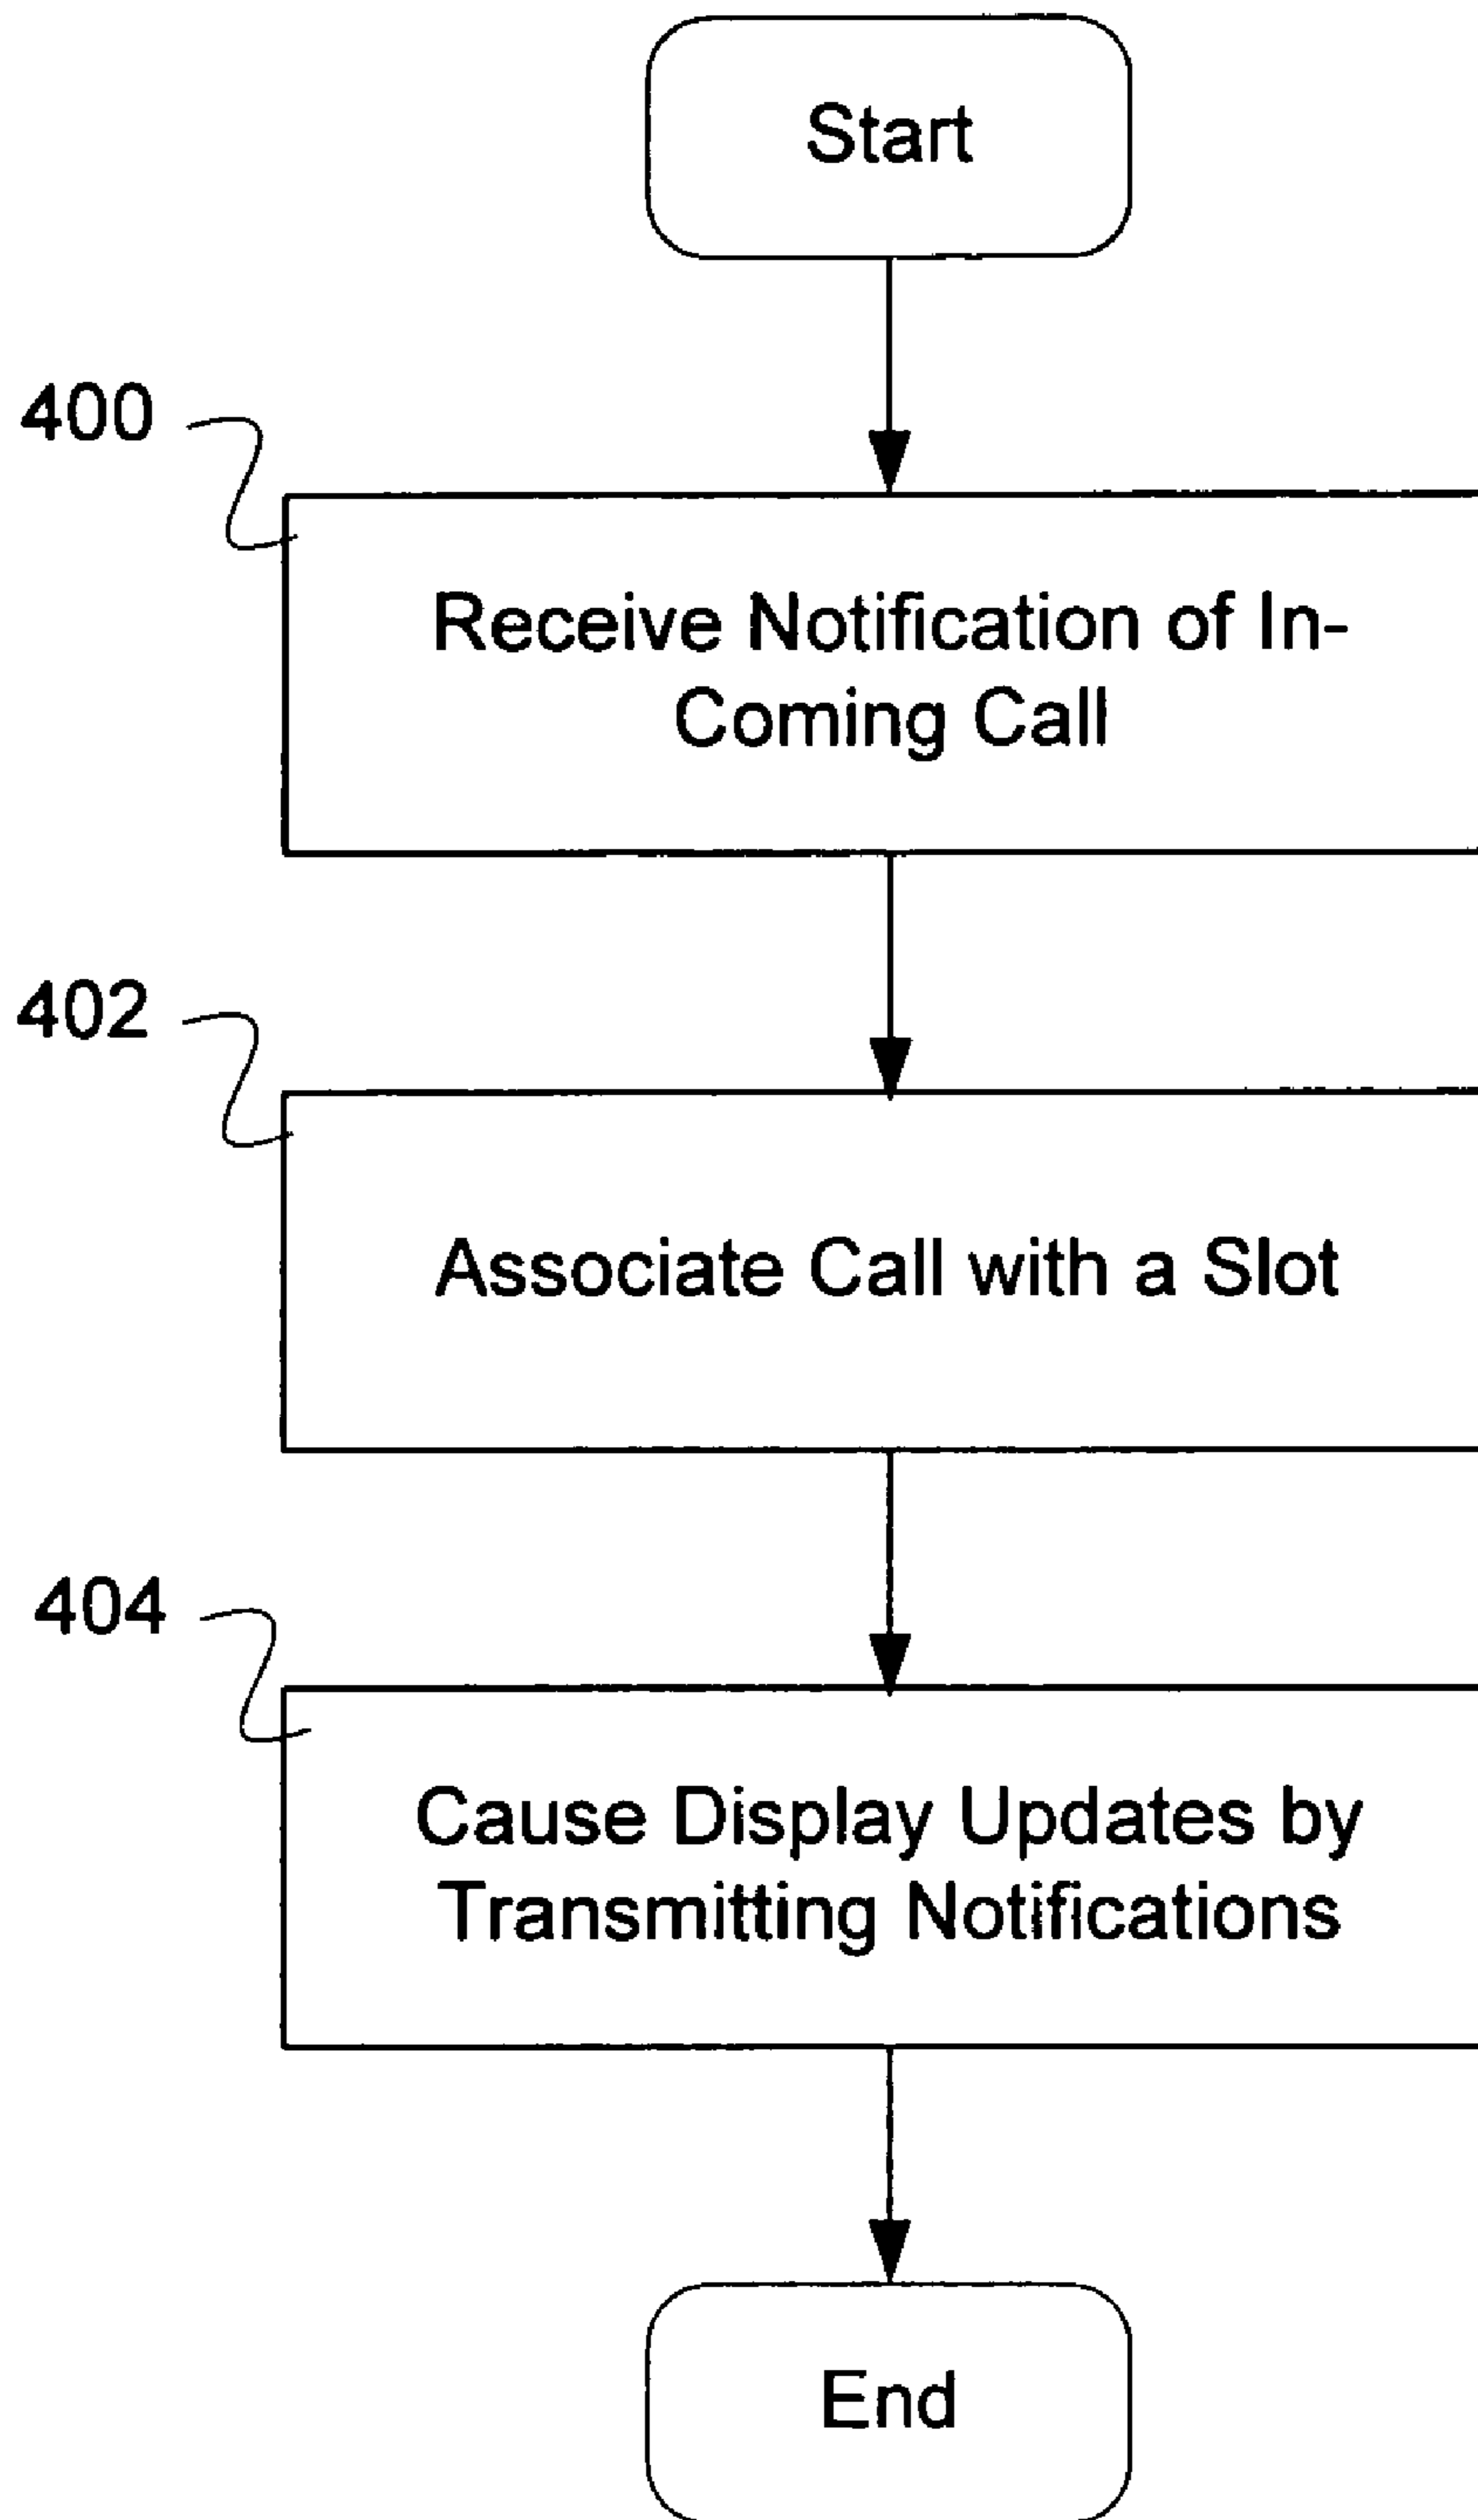 Start
400
Receive Notification of In-
Coming Call
402
Associate Call with a Slot
404
Cause Display Updates by
Transmitting Notifications
End